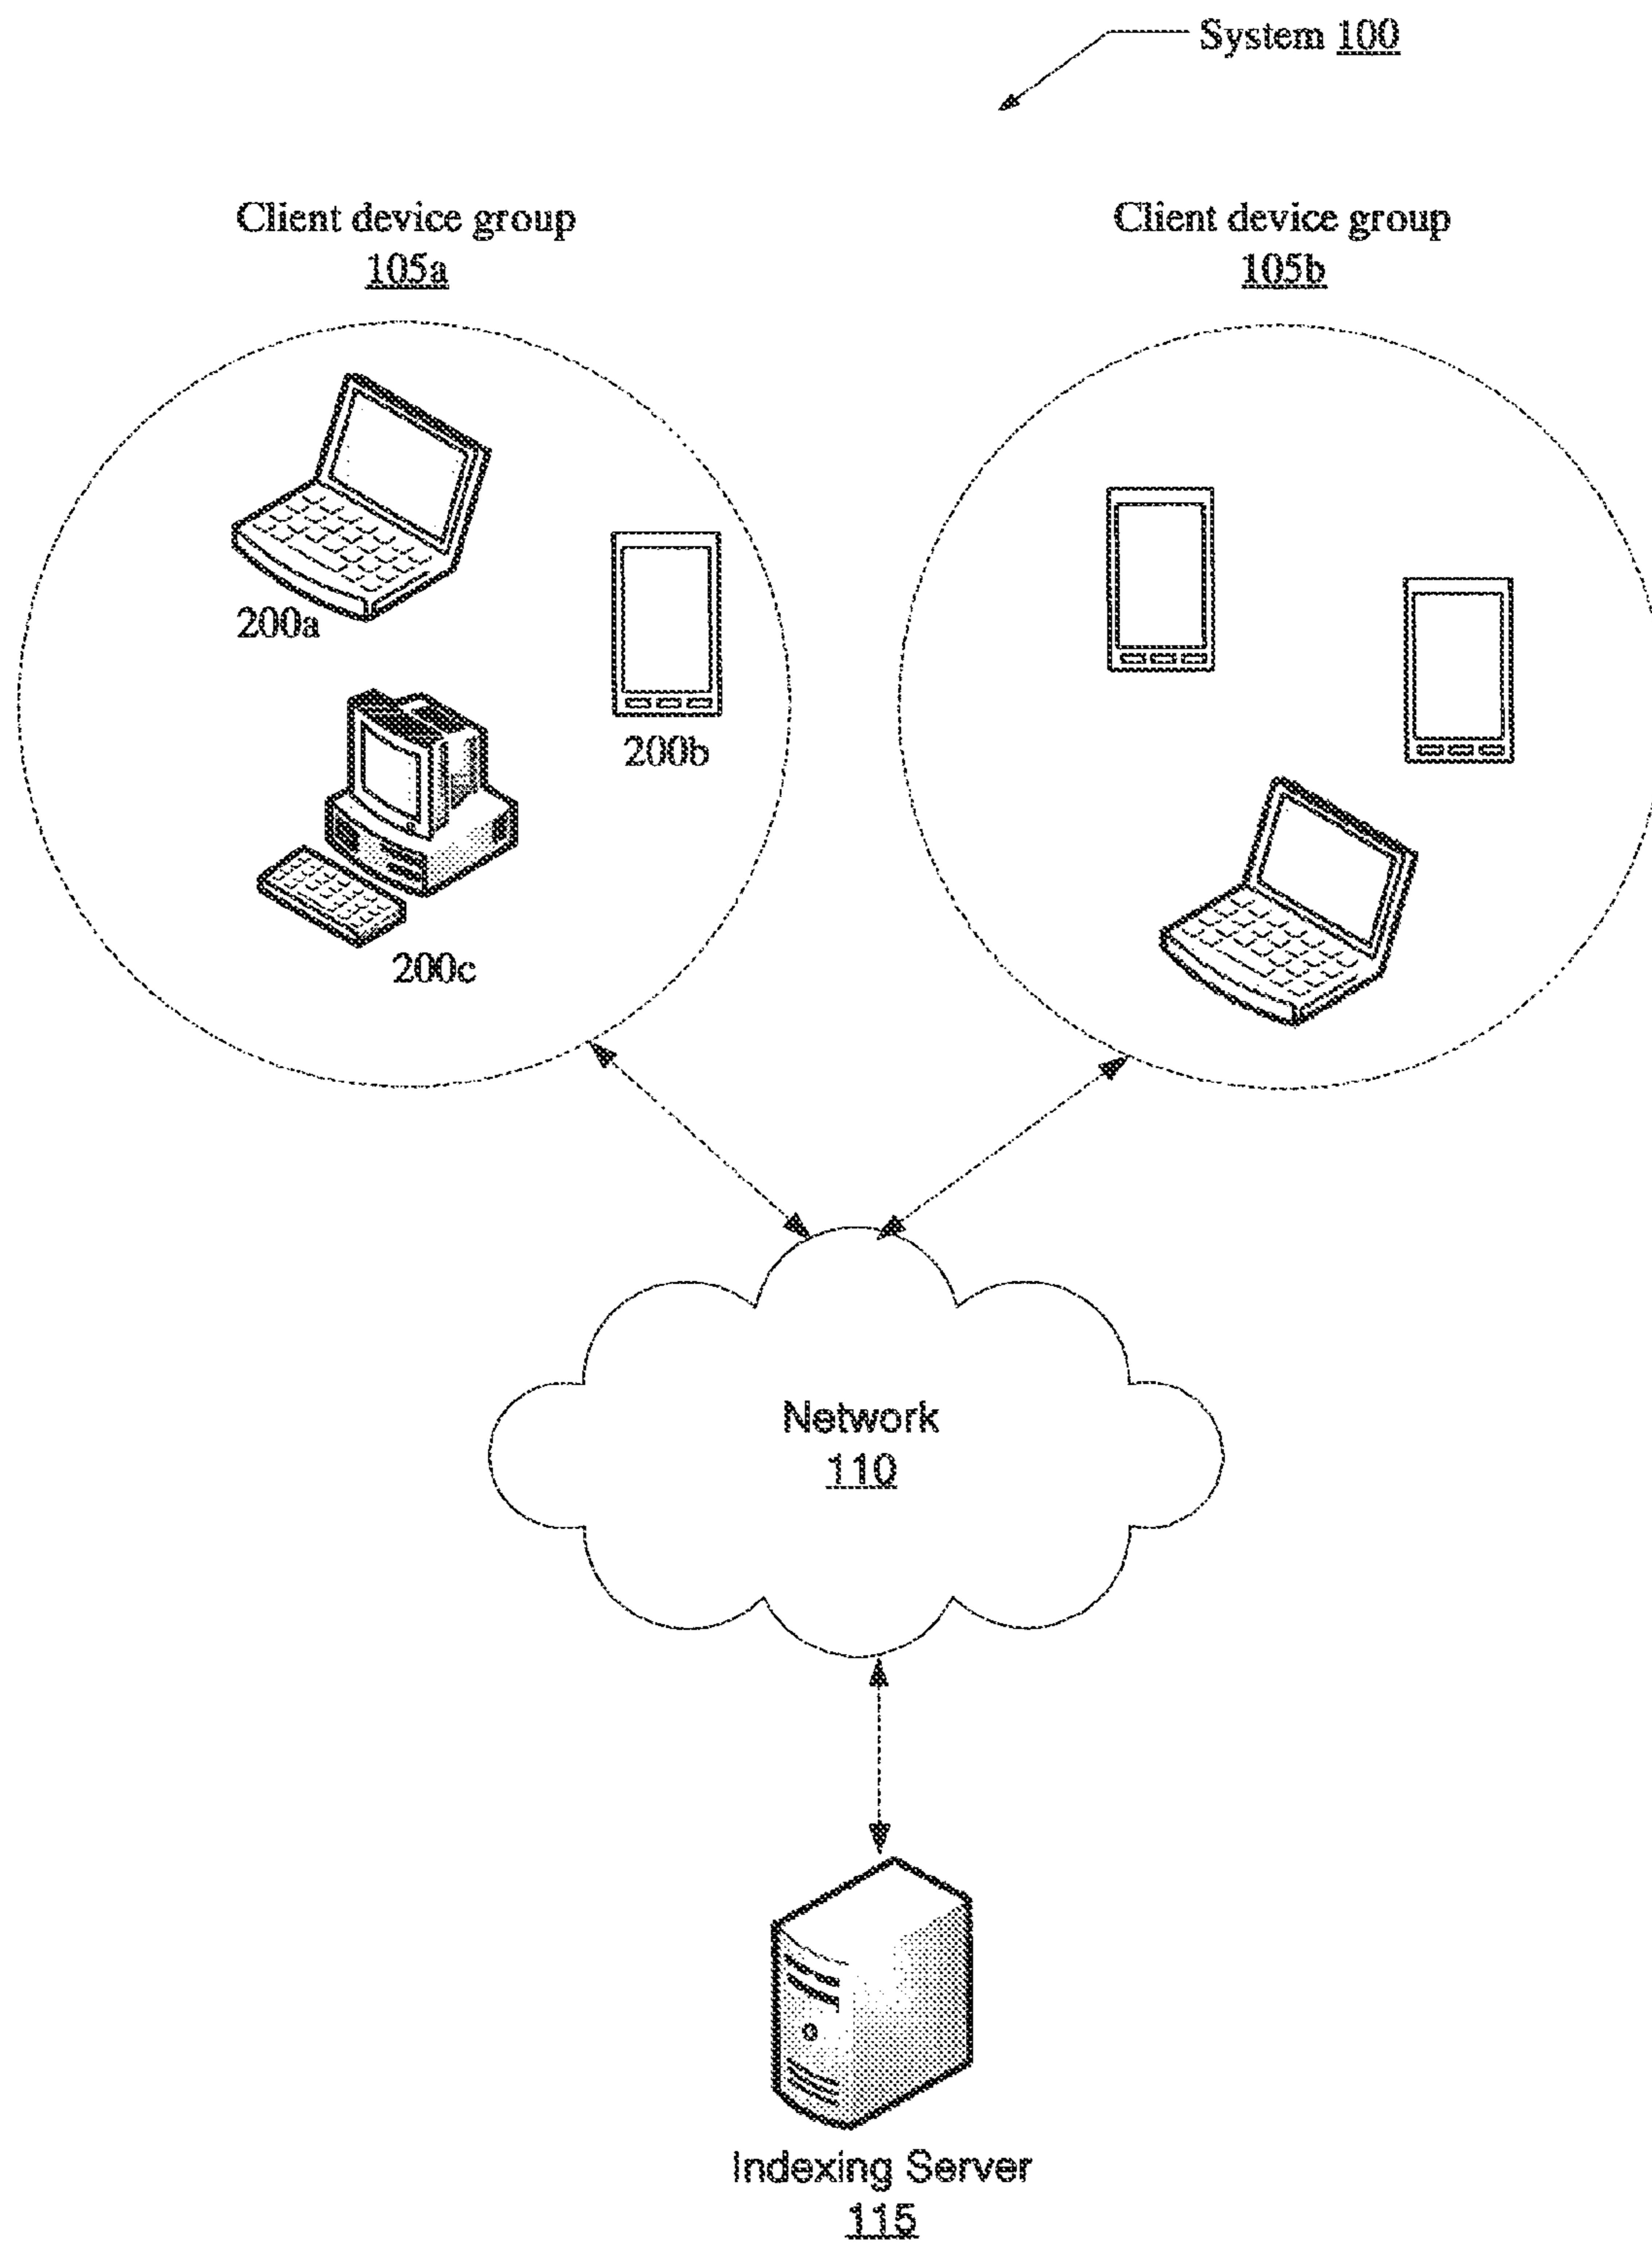 System 100
Client device group
105a
Client device group
105b
200a
200b
200c
Network
110
Indexing Server
115